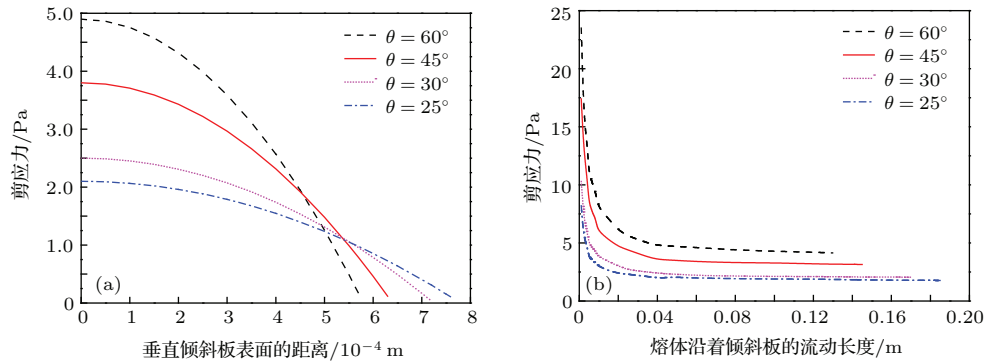 5.0
4.0
3.0
2.0
1.0
0
0 1 2 3 4 5 6 7 8
剪应力/Pa
垂直倾斜板表面的距离/10⁻⁴ m
θ = 60°
θ = 45°
θ = 30°
θ = 25°
(a)
25
20
15
10
5
0
0 0.04 0.08 0.12 0.16 0.20
剪应力/Pa
熔体沿着倾斜板的流动长度/m
θ = 60°
θ = 45°
θ = 30°
θ = 25°
(b)